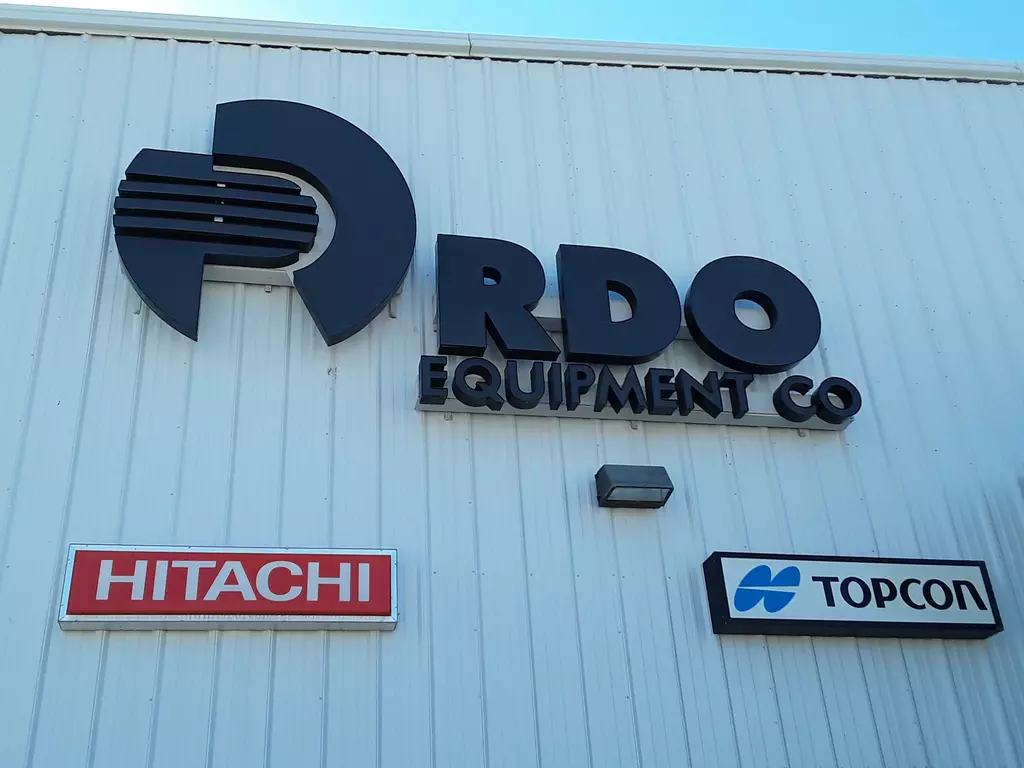 RDO
EQUIPMENT CO
HITACHI
TOPCON